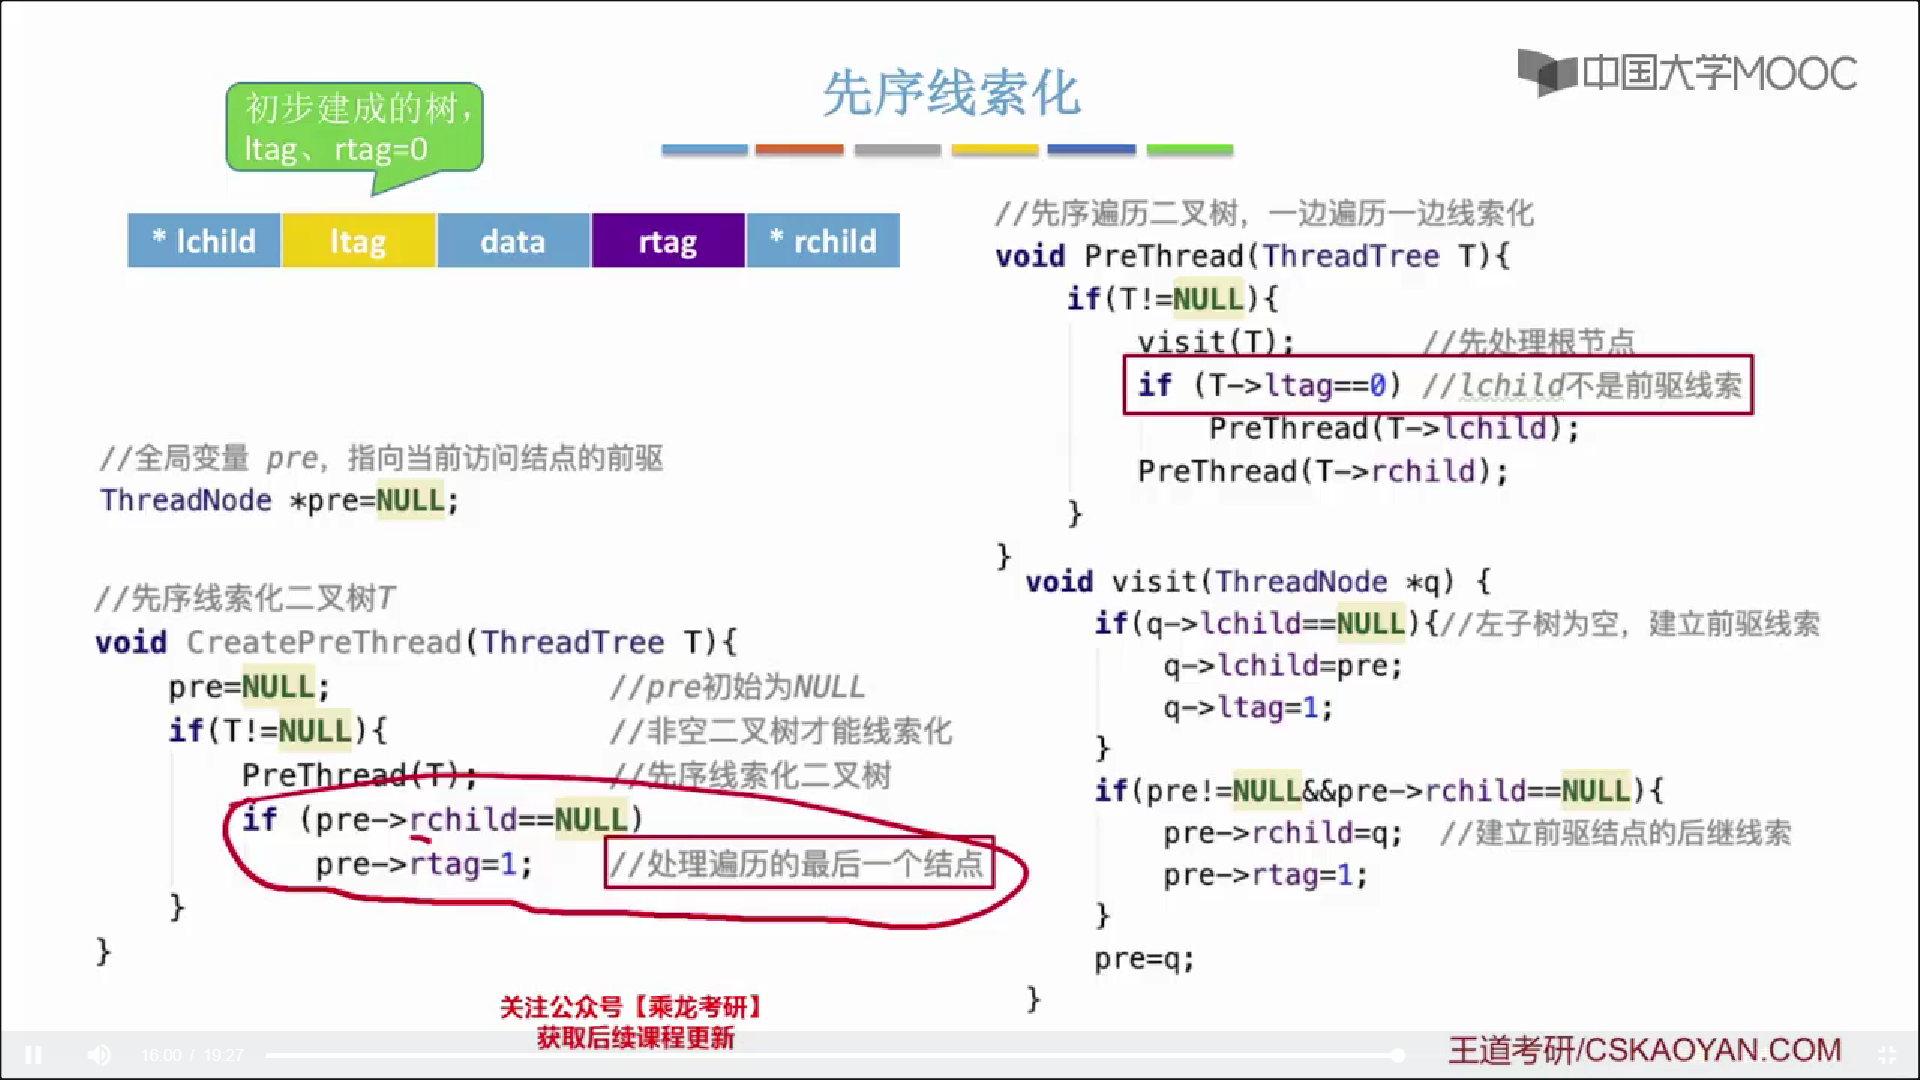 中国大学MOOC
先序线索化
初步建成的树,
ltag、rtag=0
* lchild ltag data rtag * rchild
//全局变量 pre, 指向当前访问结点的前驱
ThreadNode *pre=NULL;
//先序线索化二叉树T
void CreatePreThread(ThreadTree T){
pre=NULL; //pre初始为NULL
if(T!=NULL){ //非空二叉树才能线索化
PreThread(T); //先序线索化二叉树
if (pre->rchild==NULL)
pre->rtag=1; //处理遍历的最后一个结点
}
}
//先序遍历二叉树, 一边遍历一边线索化
void PreThread(ThreadTree T){
if(T!=NULL){
visit(T); //先处理根节点
if (T->ltag==0) //lchild不是前驱线索
PreThread(T->lchild);
PreThread(T->rchild);
}
}
void visit(ThreadNode *q) {
if(q->lchild==NULL){//左子树为空, 建立前驱线索
q->lchild=pre;
q->ltag=1;
}
if(pre!=NULL&&pre->rchild==NULL){
pre->rchild=q; //建立前驱结点的后继线索
pre->rtag=1;
}
pre=q;
}
关注公众号【乘龙考研】
获取后续课程更新
16:00 / 19:27
王道考研/CSKAOYAN.COM